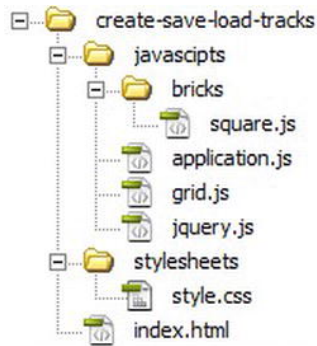 create-save-load-tracks
javascipts
bricks
square.js
application.js
grid.js
jquery.js
stylesheets
style.css
index.html